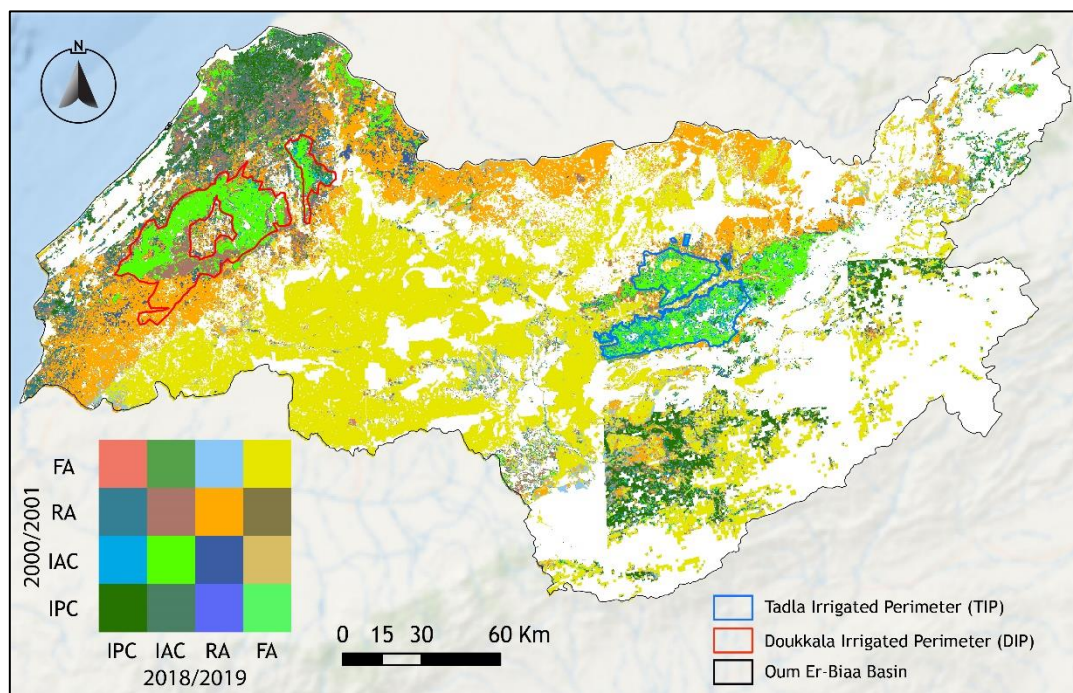 N
FA
RA
IAC
IPC
2000/2001
IPC IAC RA FA
2018/2019
0 15 30 60 Km
Tadla Irrigated Perimeter (TIP)
Doukkala Irrigated Perimeter (DIP)
Oum Er-Biaa Basin